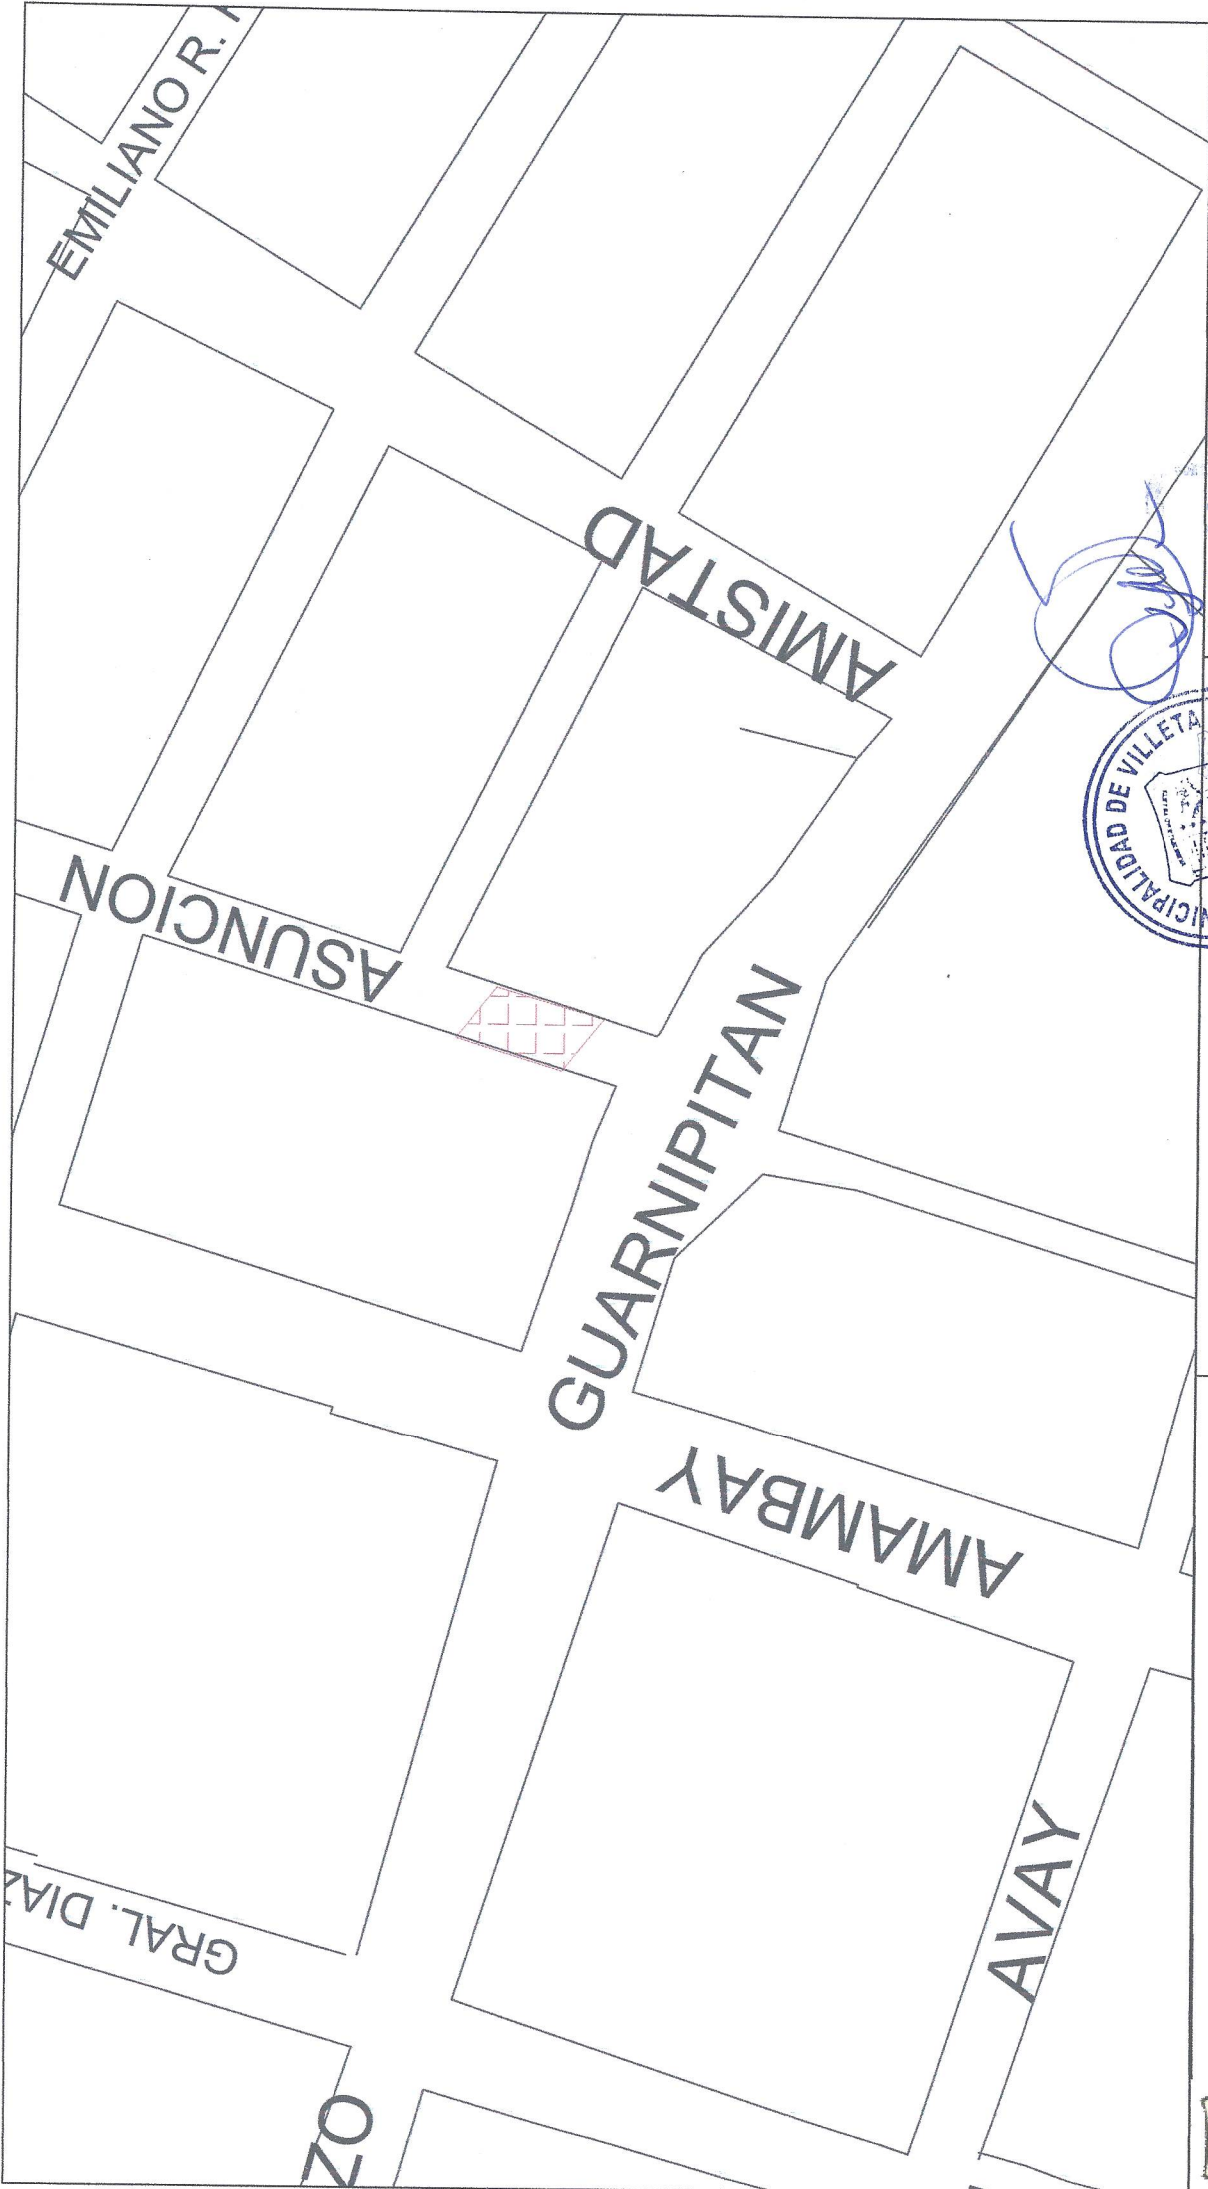 EMILIANO R.
AMISTAD
ASUNCION
MUNICIPALIDAD DE VILLETA
GUARNIPITAN
AMAMBAY
AVAY
GRAL. DIAZ
ZO